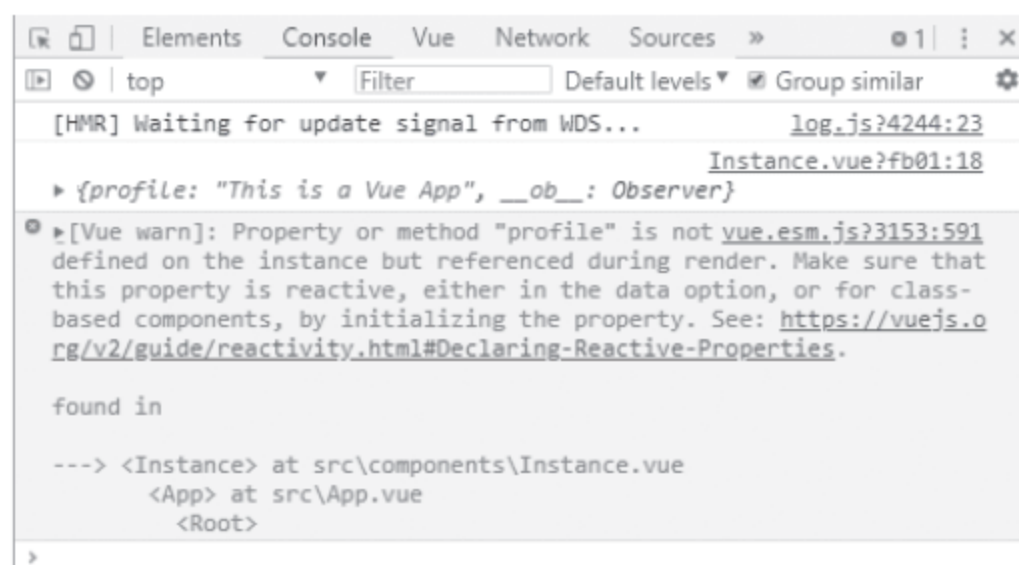 Elements Console Vue Network Sources » 1
top ▼ Filter Default levels ▼ Group similar
[HMR] Waiting for update signal from WDS... log.js?4244:23
Instance.vue?fb01:18
▸ {profile: "This is a Vue App", __ob__: Observer}
▸[Vue warn]: Property or method "profile" is not vue.esm.js?3153:591
defined on the instance but referenced during render. Make sure that
this property is reactive, either in the data option, or for class-
based components, by initializing the property. See: https://vuejs.o
rg/v2/guide/reactivity.html#Declaring-Reactive-Properties.
found in
---> <Instance> at src\components\Instance.vue
<App> at src\App.vue
<Root>
>